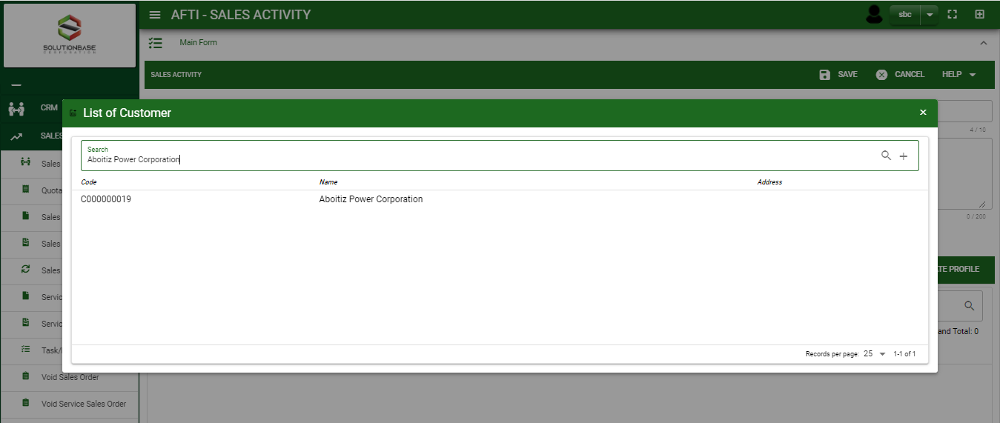 SOLUTIONBASE
CORPORATION
AFTI - SALES ACTIVITY
sbc
Main Form
SALES ACTIVITY
SAVE
CANCEL
HELP
CRM
SALES
Sales
Quota
Sales
Sales
Sales
Servic
Servic
Task/
Void Sales Order
Void Service Sales Order
List of Customer
Search
Aboitiz Power Corporation
Code Name Address
C000000019 Aboitiz Power Corporation
Records per page: 25 1-1 of 1
4 / 10
0 / 200
TE PROFILE
and Total: 0